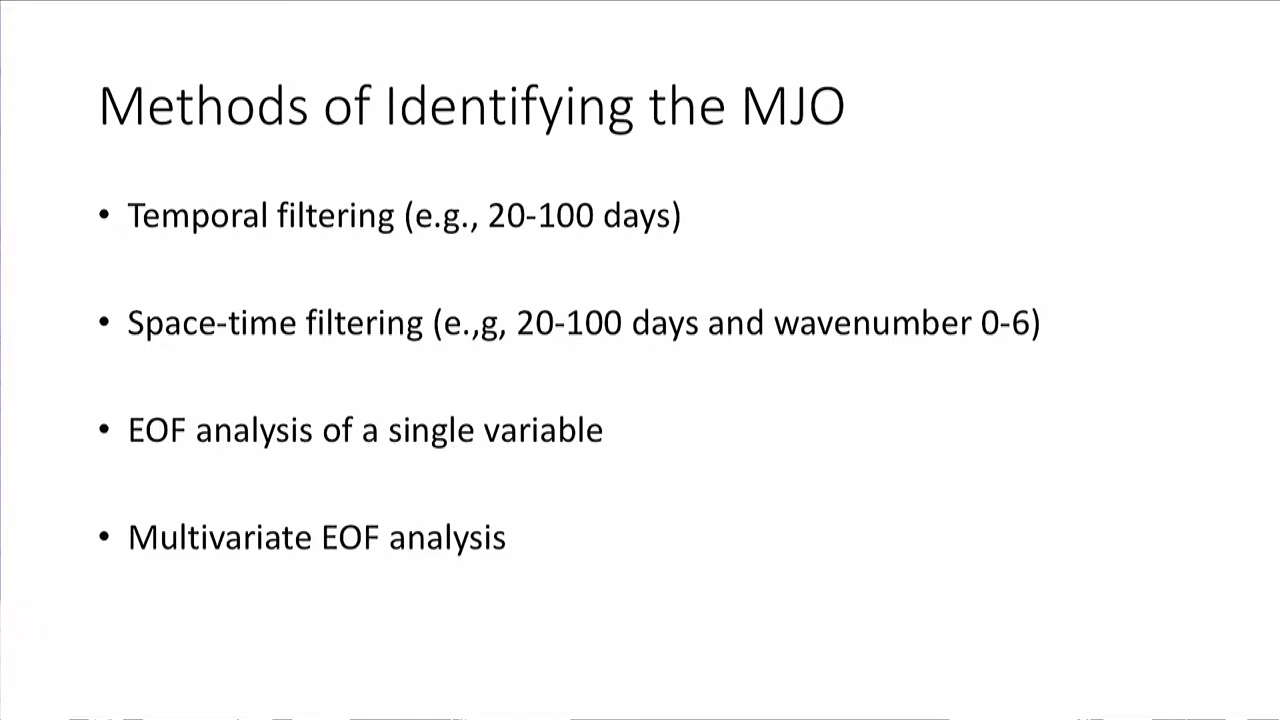 Methods of Identifying the MJO
• Temporal filtering (e.g., 20-100 days)
• Space-time filtering (e.,g, 20-100 days and wavenumber 0-6)
• EOF analysis of a single variable
• Multivariate EOF analysis